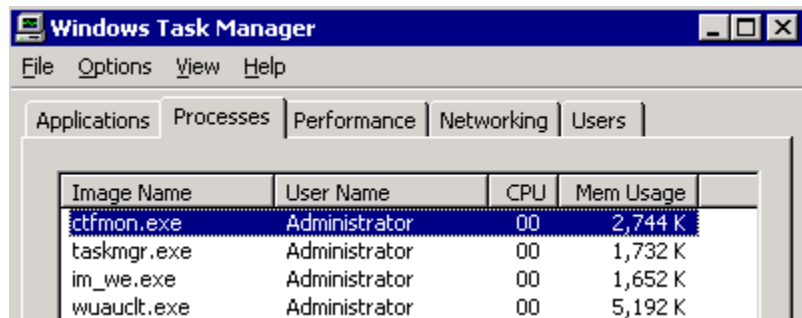 Windows Task Manager
File Options View Help
Applications Processes Performance Networking Users
Image Name User Name CPU Mem Usage
ctfmon.exe Administrator 00 2,744 K
taskmgr.exe Administrator 00 1,732 K
im_we.exe Administrator 00 1,652 K
wuauclt.exe Administrator 00 5,192 K